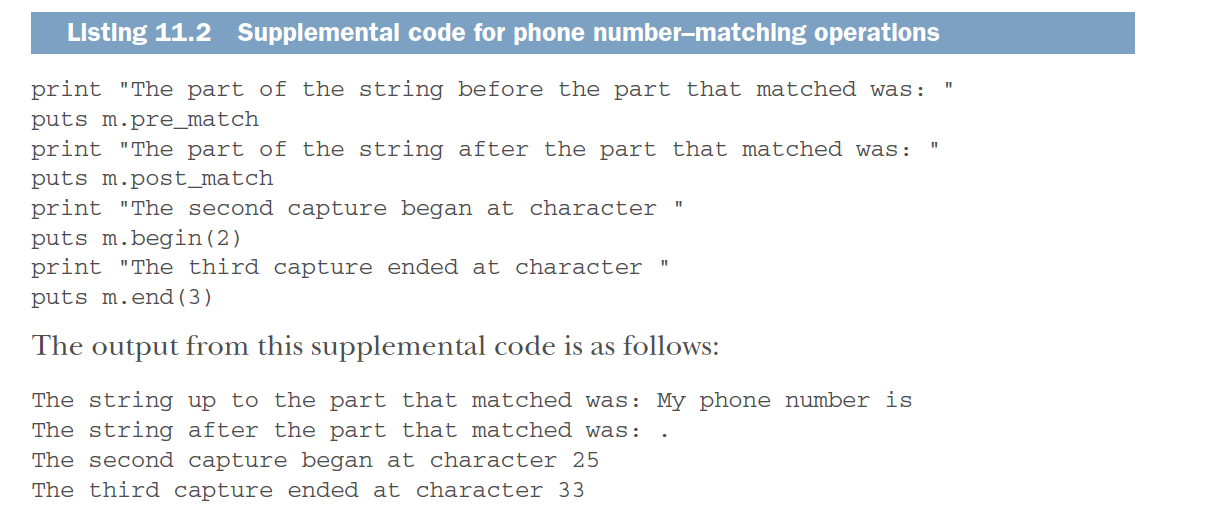 Listing 11.2 Supplemental code for phone number–matching operations
print "The part of the string before the part that matched was: "
puts m.pre_match
print "The part of the string after the part that matched was: "
puts m.post_match
print "The second capture began at character "
puts m.begin(2)
print "The third capture ended at character "
puts m.end(3)
The output from this supplemental code is as follows:
The string up to the part that matched was: My phone number is
The string after the part that matched was: .
The second capture began at character 25
The third capture ended at character 33